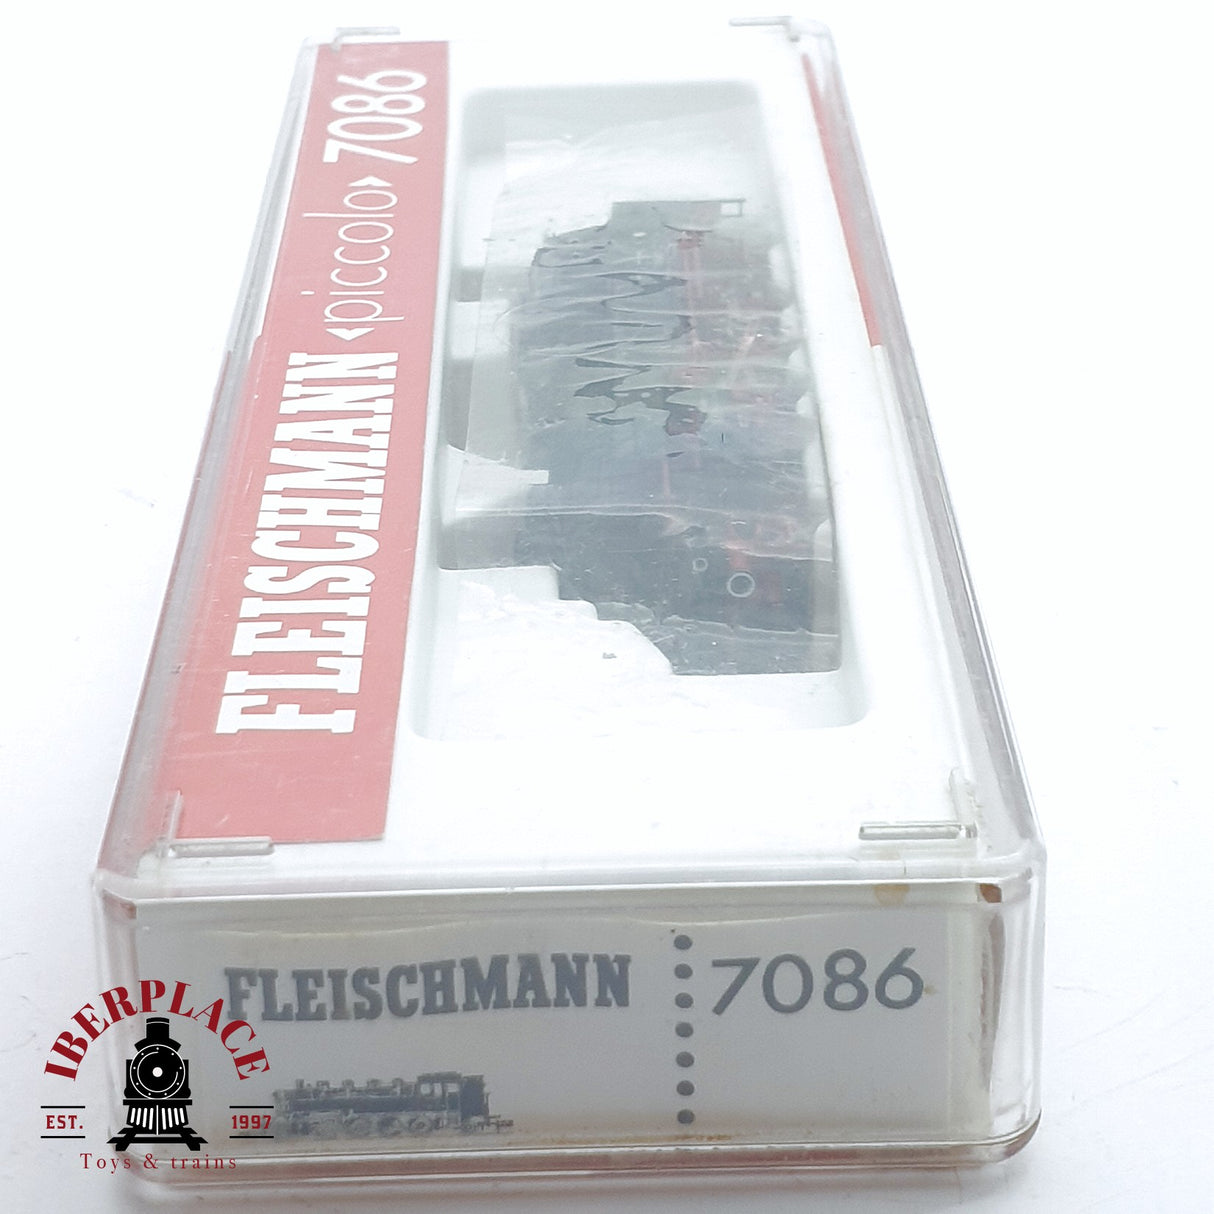 FLEISCHMANN «piccolo» 7086
FLEISCHMANN 7086
IBERPLACE
EST. 1997
Toys & trains